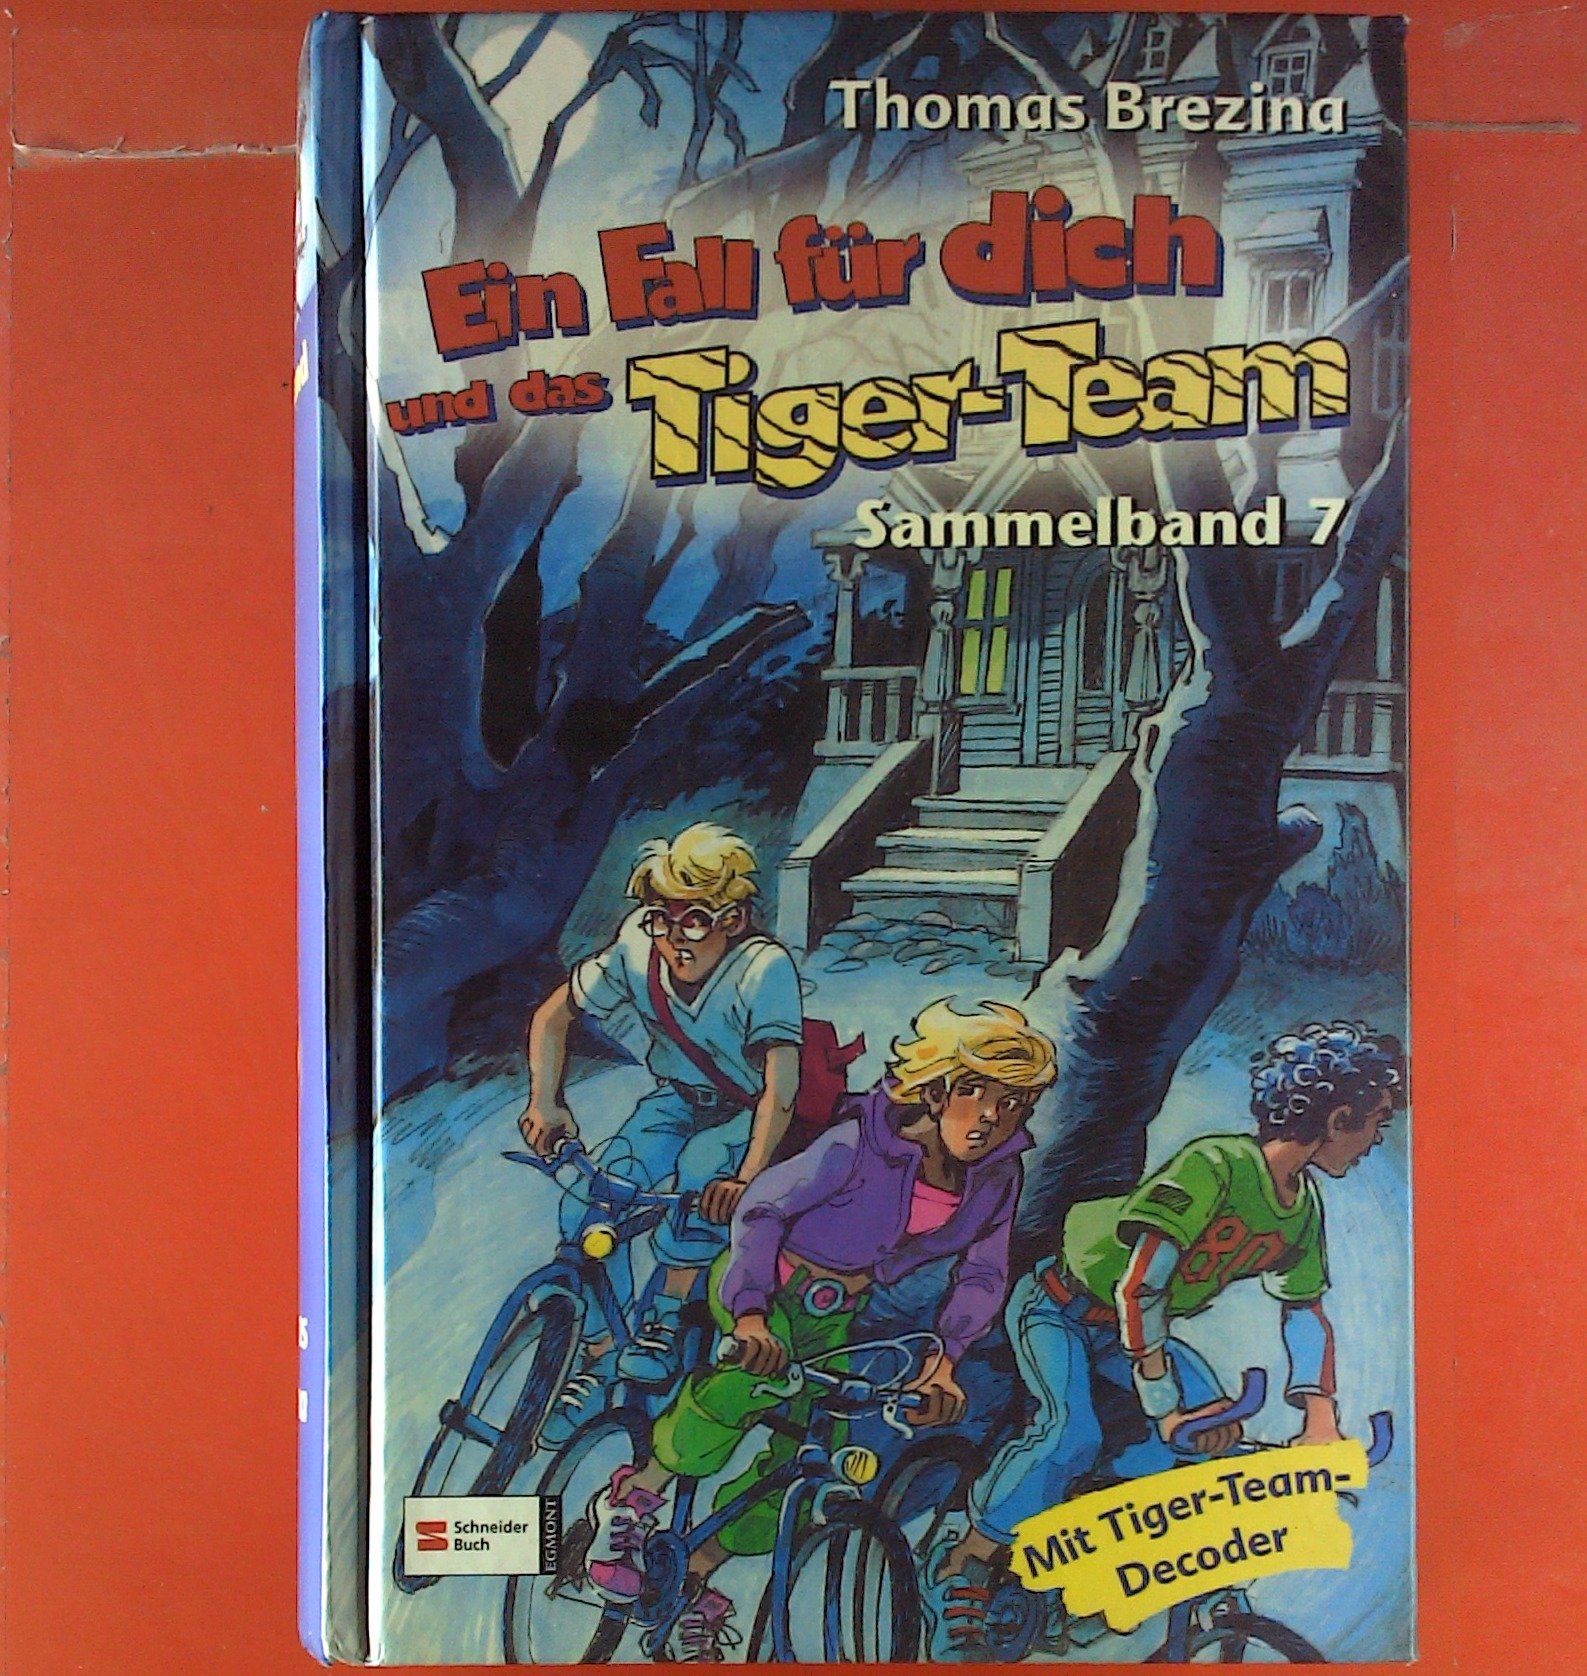 Thomas Brezina
Ein Fall für dich
und das Tiger-Team
Sammelband 7
80
Mit Tiger-Team-
Decoder
Schneider
Buch
EGMONT